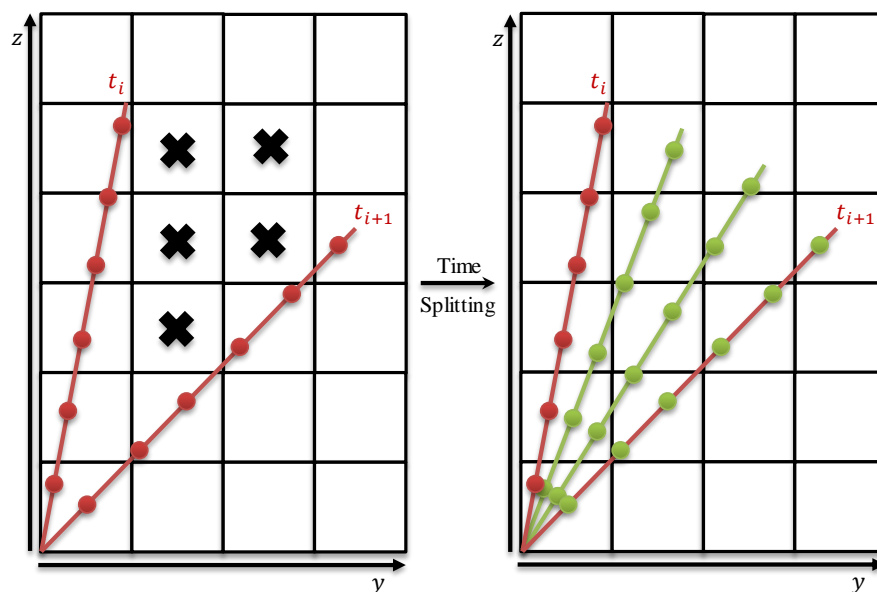 z
t_i
t_{i+1}
y
Time
Splitting
z
t_i
t_{i+1}
y